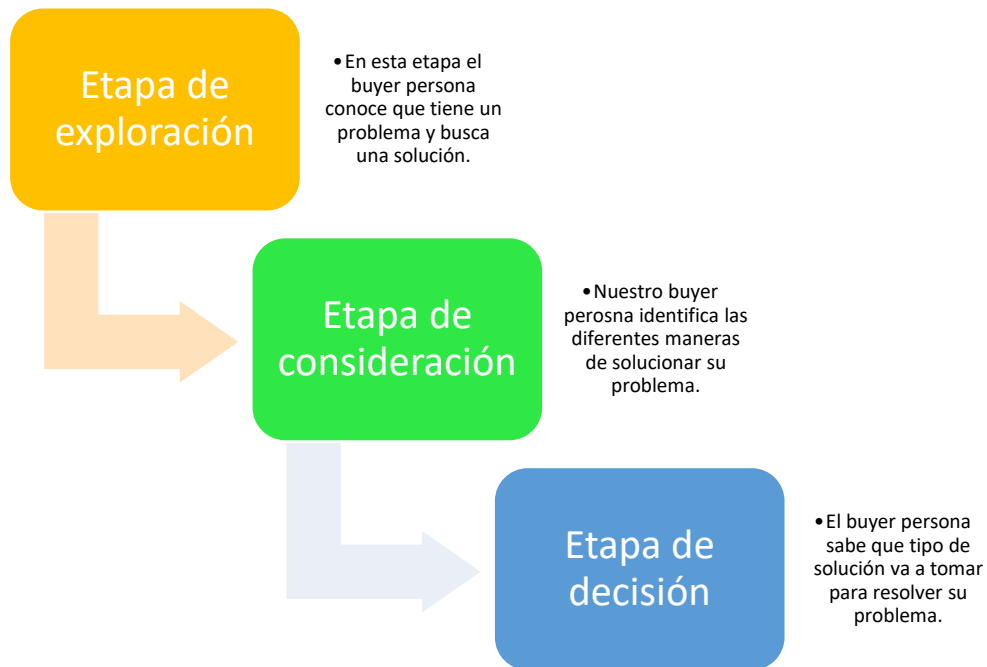 Etapa de
exploración
•En esta etapa el
buyer persona
conoce que tiene un
problema y busca
una solución.
Etapa de
consideración
•Nuestro buyer
perosna identifica las
diferentes maneras
de solucionar su
problema.
Etapa de
decisión
•El buyer persona
sabe que tipo de
solución va a tomar
para resolver su
problema.